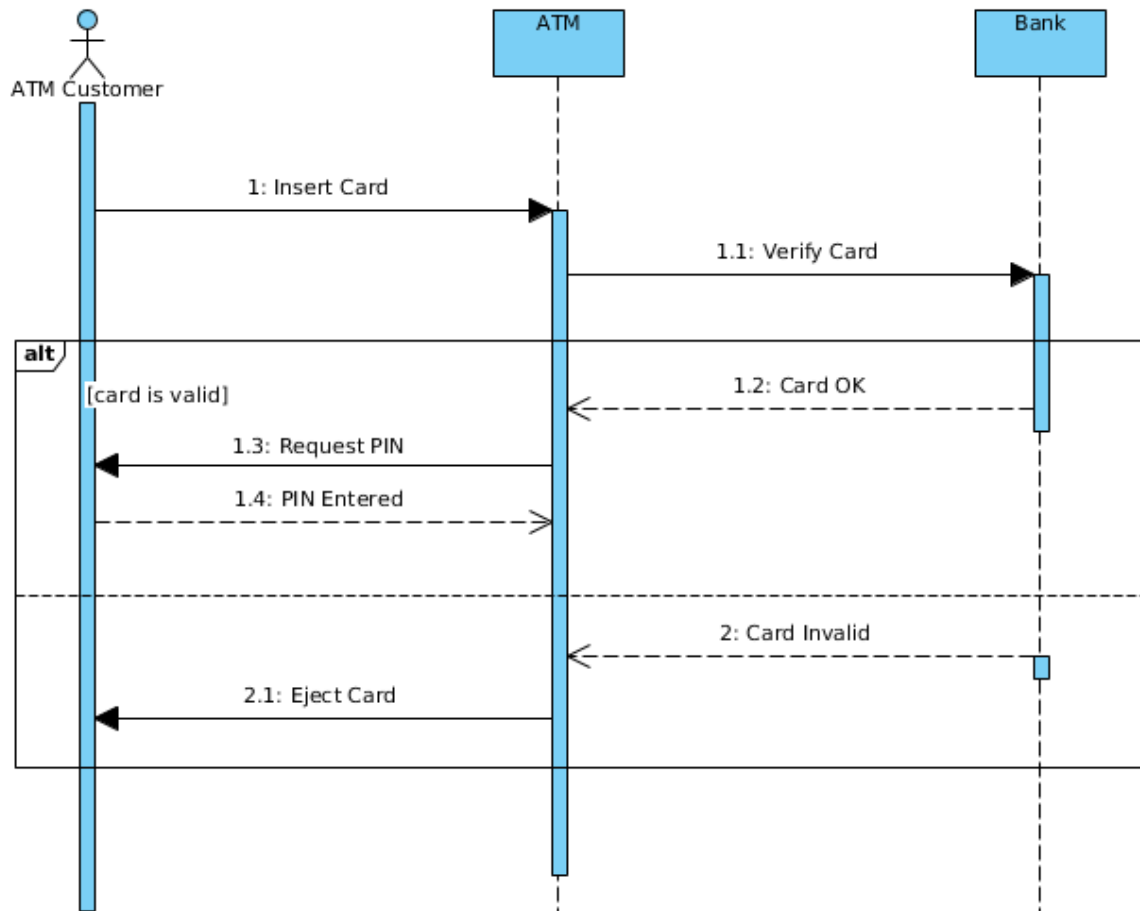 ATM
Bank
ATM Customer
1: Insert Card
1.1: Verify Card
alt
[card is valid]
1.2: Card OK
1.3: Request PIN
1.4: PIN Entered
2: Card Invalid
2.1: Eject Card